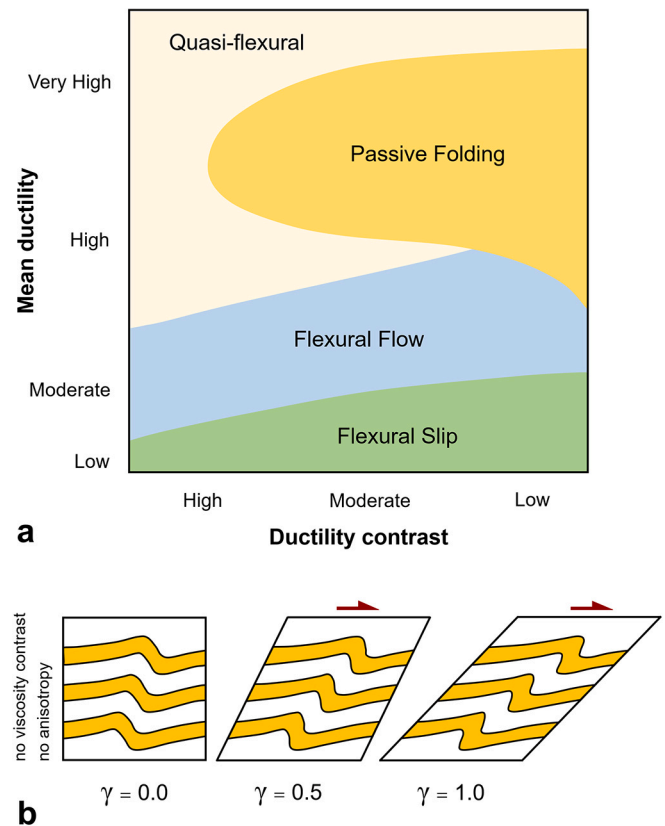 Quasi-flexural
Very High
Passive Folding
Mean ductility
High
Flexural Flow
Moderate
Flexural Slip
Low
High
Moderate
Low
Ductility contrast
a
no viscosity contrast
no anisotropy
γ = 0.0
γ = 0.5
γ = 1.0
b